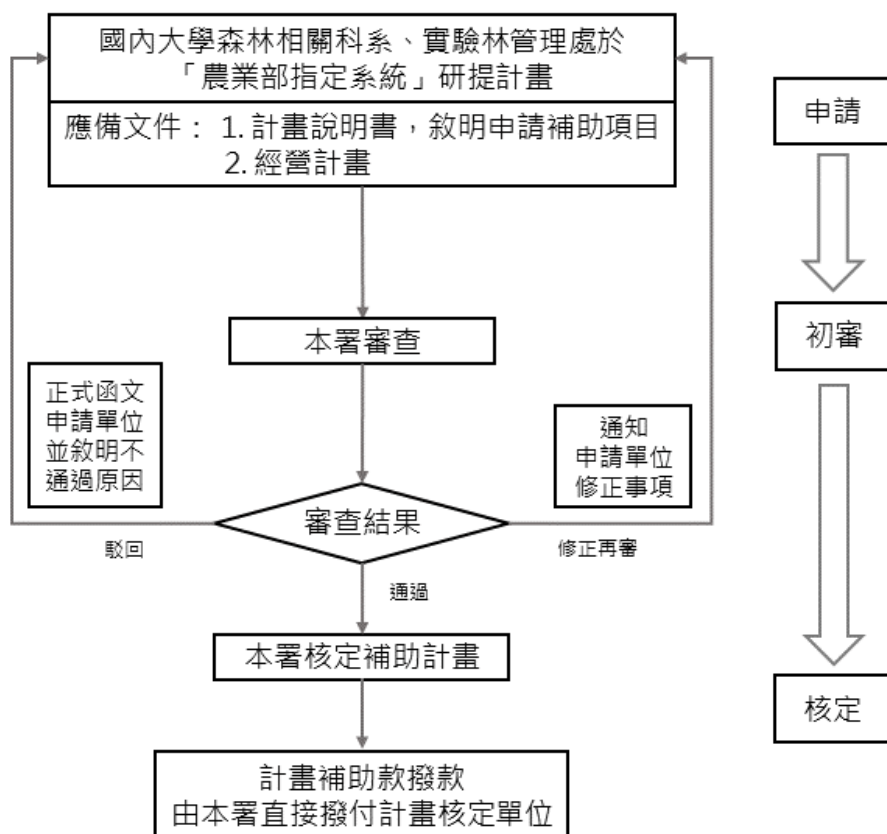 國內大學森林相關科系、實驗林管理處於
「農業部指定系統」研提計畫
應備文件： 1. 計畫說明書，敘明申請補助項目
2. 經營計畫
申請
本署審查
初審
正式函文
申請單位
並敘明不
通過原因
通知
申請單位
修正事項
審查結果
駁回
修正再審
通過
本署核定補助計畫
核定
計畫補助款撥款
由本署直接撥付計畫核定單位